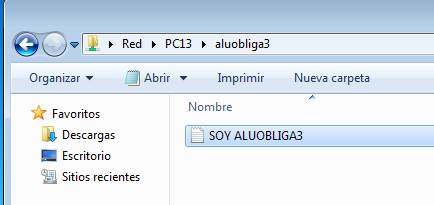 Red PC13 aluobliga3
Organizar Abrir Imprimir Nueva carpeta
Favoritos
Descargas
Escritorio
Sitios recientes
Nombre
SOY ALUOBLIGA3